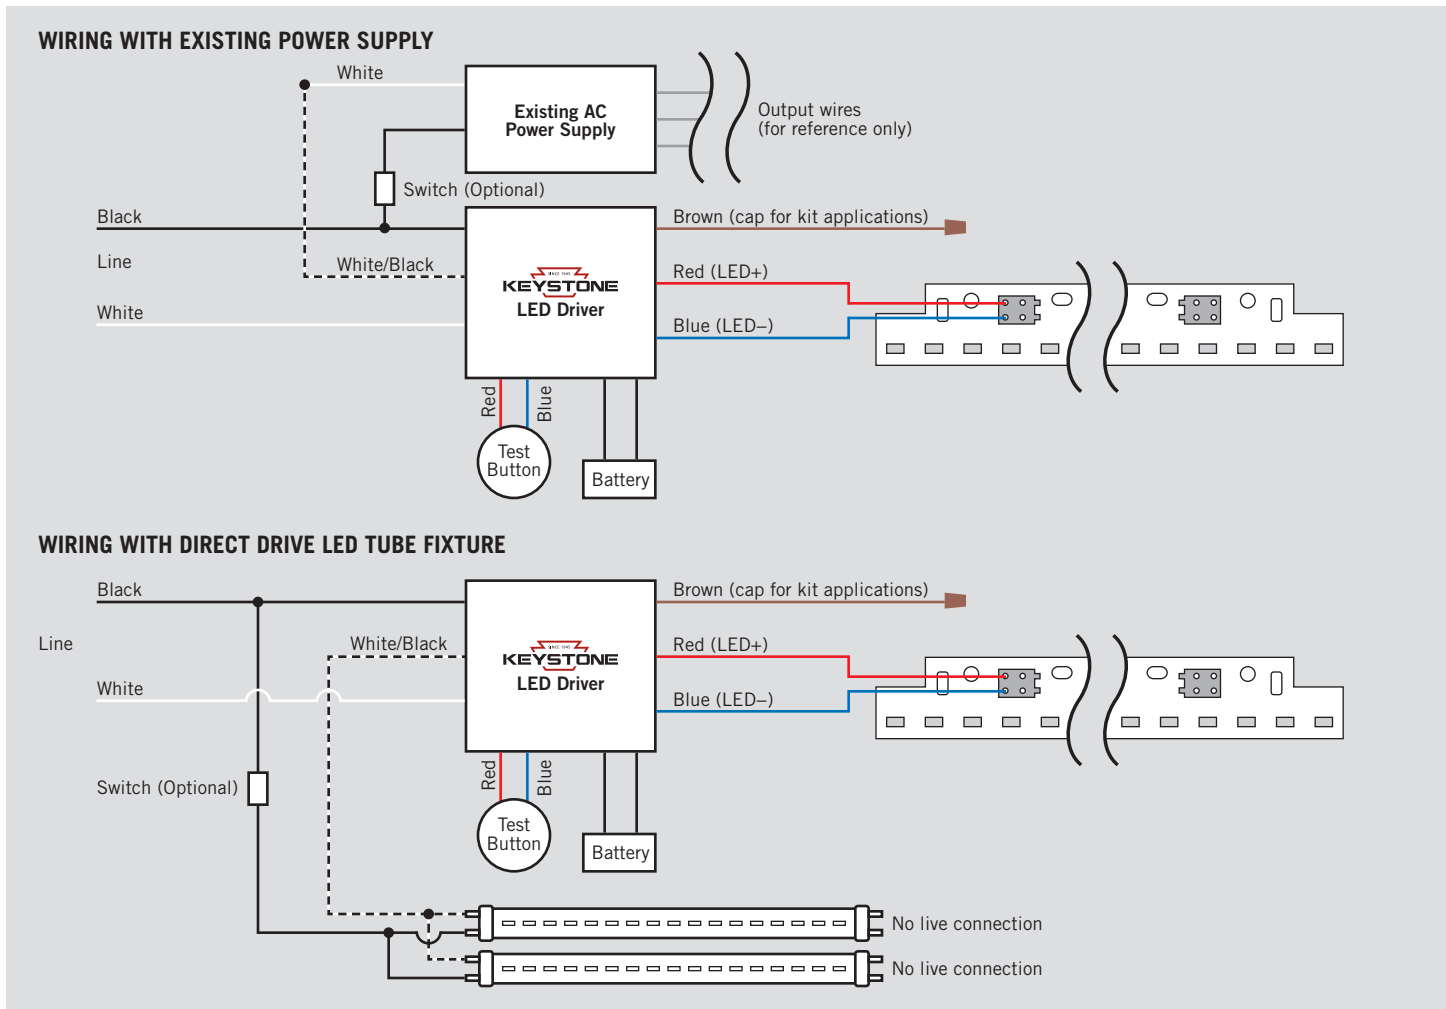 WIRING WITH EXISTING POWER SUPPLY
White
Existing AC
Power Supply
Output wires
(for reference only)
Switch (Optional)
Black
Brown (cap for kit applications)
Line
White/Black
Red (LED+)
SINCE 1945
KEYSTONE
LED Driver
White
Blue (LED–)
Red
Blue
Test
Button
Battery
WIRING WITH DIRECT DRIVE LED TUBE FIXTURE
Black
Brown (cap for kit applications)
Line
White/Black
Red (LED+)
SINCE 1945
KEYSTONE
LED Driver
White
Blue (LED–)
Red
Blue
Switch (Optional)
Test
Button
Battery
No live connection
No live connection